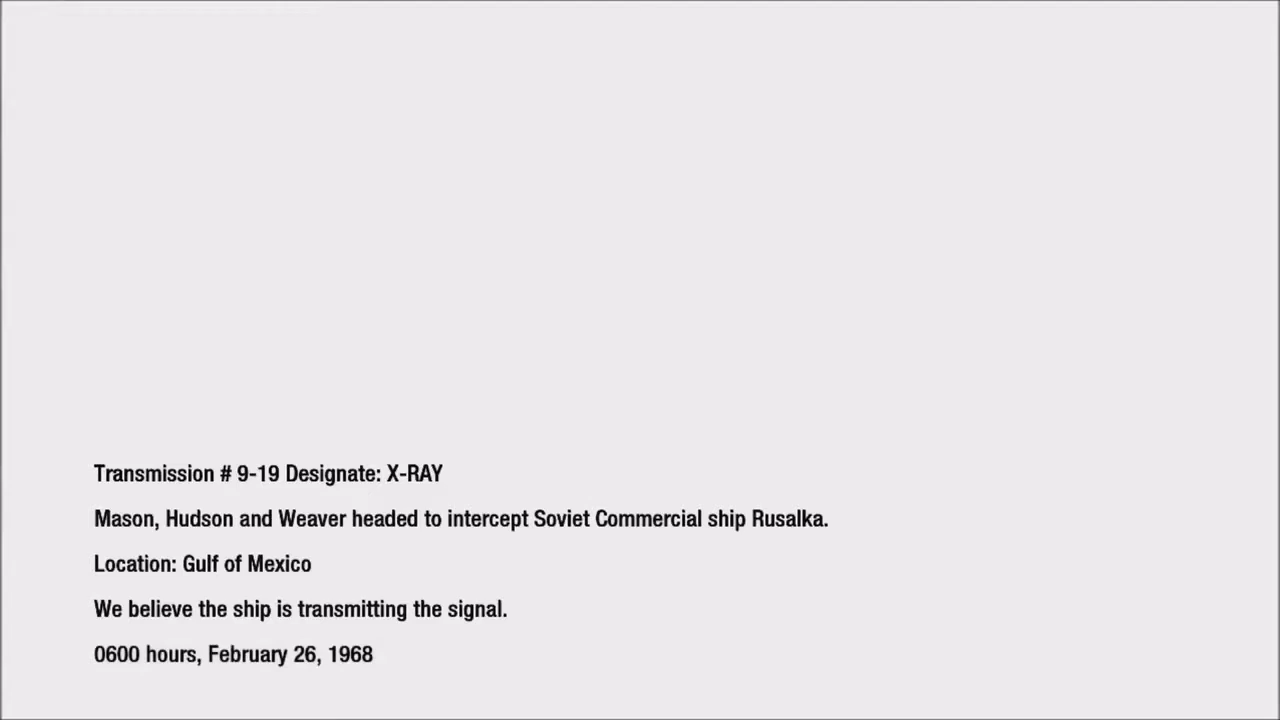 Transmission # 9-19 Designate: X-RAY
Mason, Hudson and Weaver headed to intercept Soviet Commercial ship Rusalka.
Location: Gulf of Mexico
We believe the ship is transmitting the signal.
0600 hours, February 26, 1968